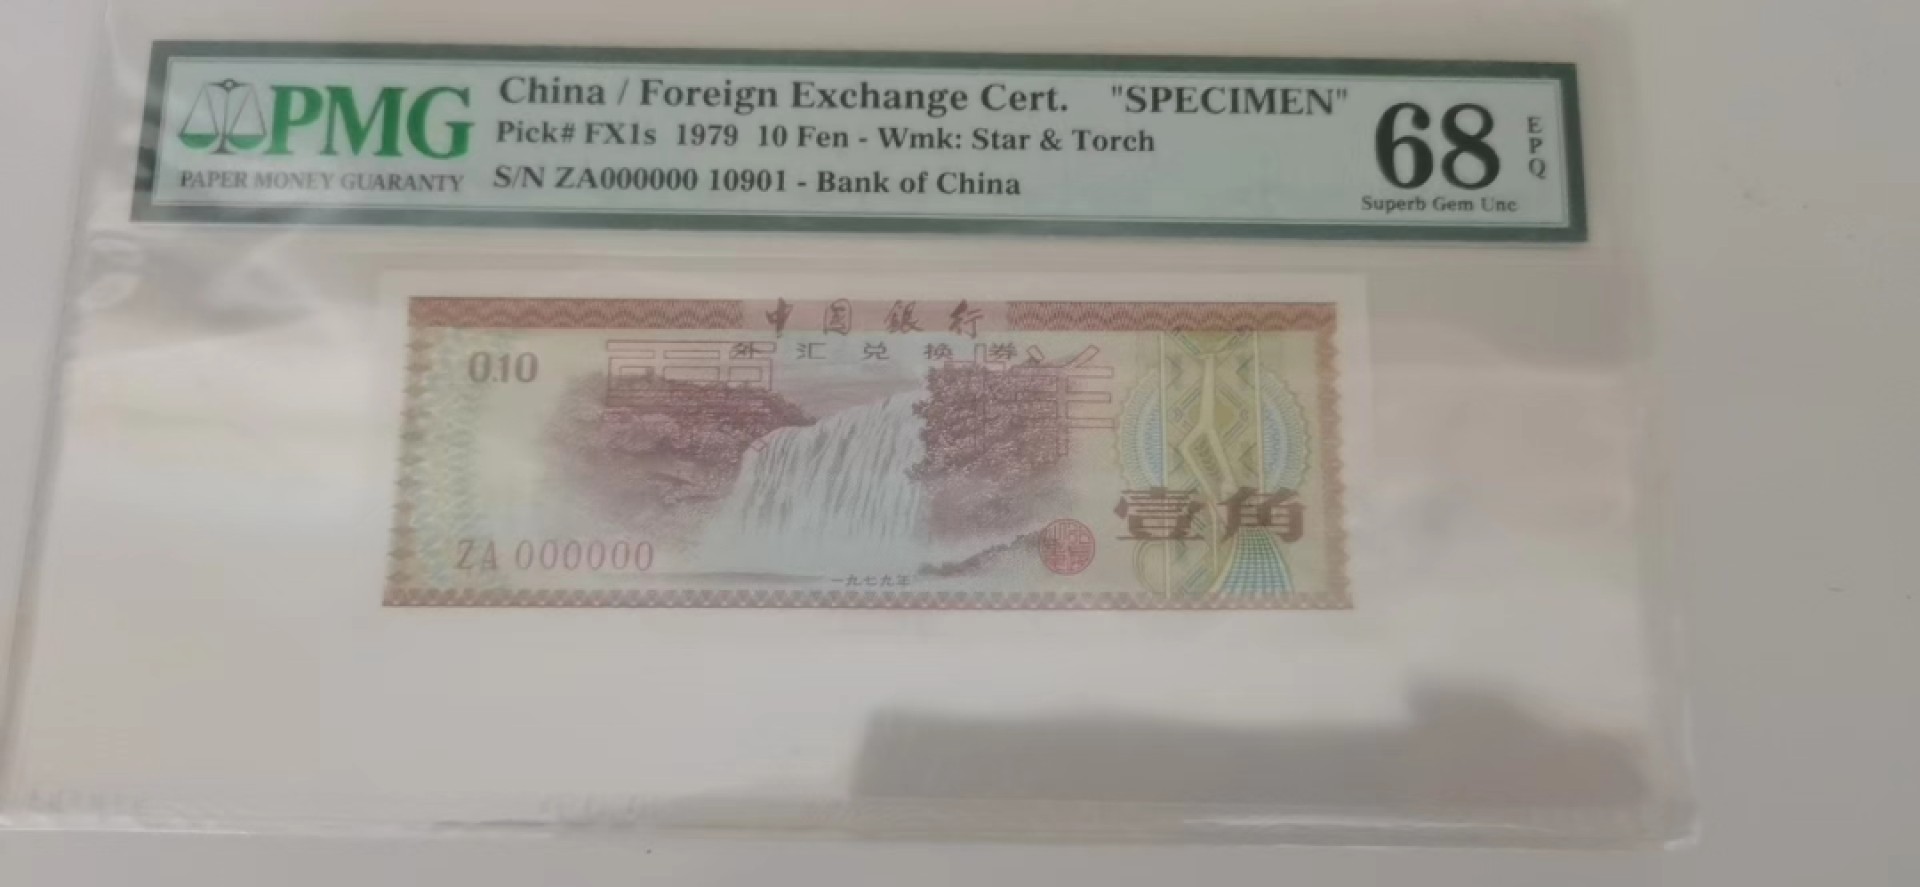 PMG
PAPER MONEY GUARANTY
China / Foreign Exchange Cert. "SPECIMEN"
Pick# FX1s 1979 10 Fen - Wmk: Star & Torch
S/N ZA000000 10901 - Bank of China
68
EPQ
Superb Gem Unc
中国銀行
外汇兑换券
0.10
票样
壹角
ZA 000000
一九七九年